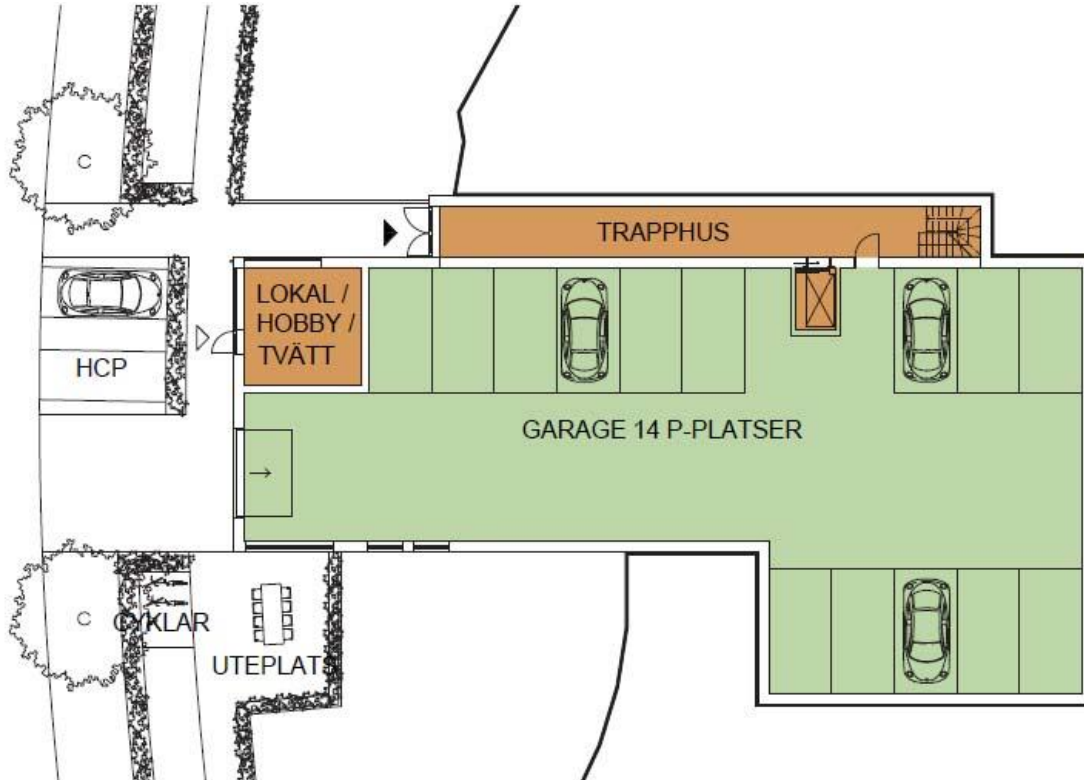 C
TRAPPHUS
LOKAL /
HOBBY /
TVÄTT
HCP
GARAGE 14 P-PLATSER
C
CYKLAR
UTEPLATS